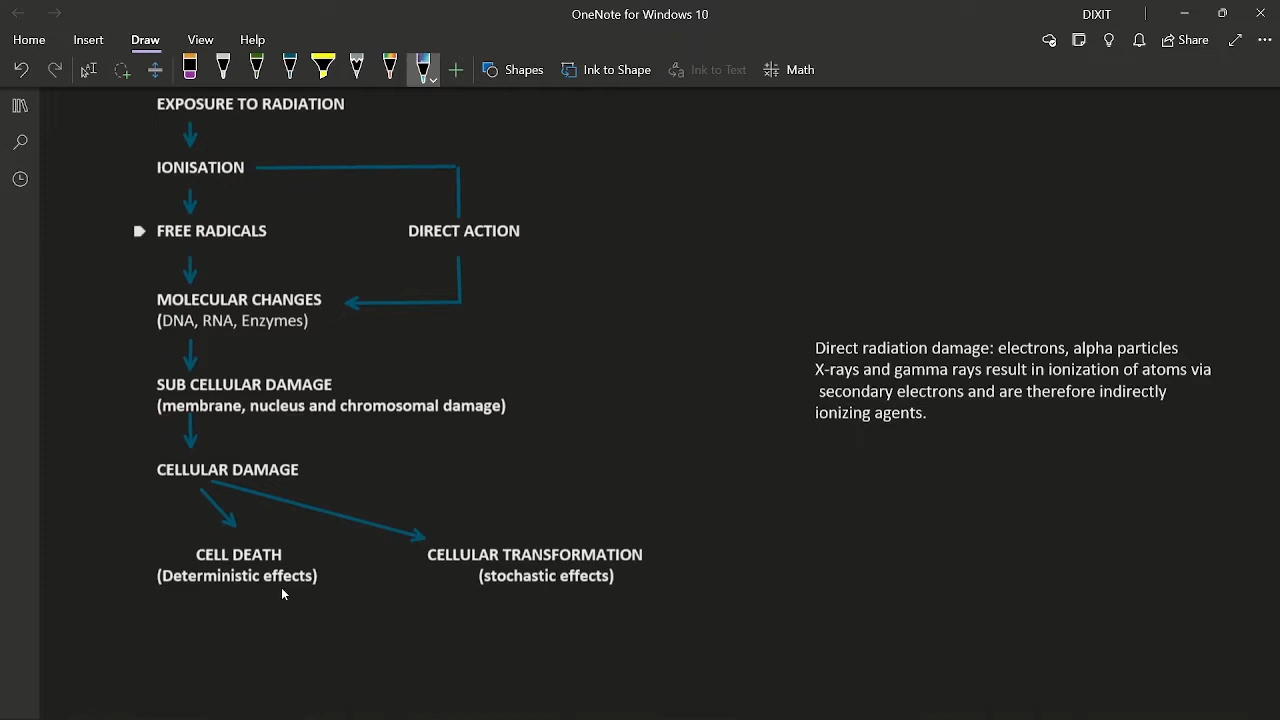 OneNote for Windows 10
DIXIT
Home Insert Draw View Help
Share
Shapes Ink to Shape Ink to Text Math
EXPOSURE TO RADIATION
IONISATION
FREE RADICALS DIRECT ACTION
MOLECULAR CHANGES
(DNA, RNA, Enzymes)
SUB CELLULAR DAMAGE
(membrane, nucleus and chromosomal damage)
CELLULAR DAMAGE
CELL DEATH CELLULAR TRANSFORMATION
(Deterministic effects) (stochastic effects)
Direct radiation damage: electrons, alpha particles
X-rays and gamma rays result in ionization of atoms via
secondary electrons and are therefore indirectly
ionizing agents.